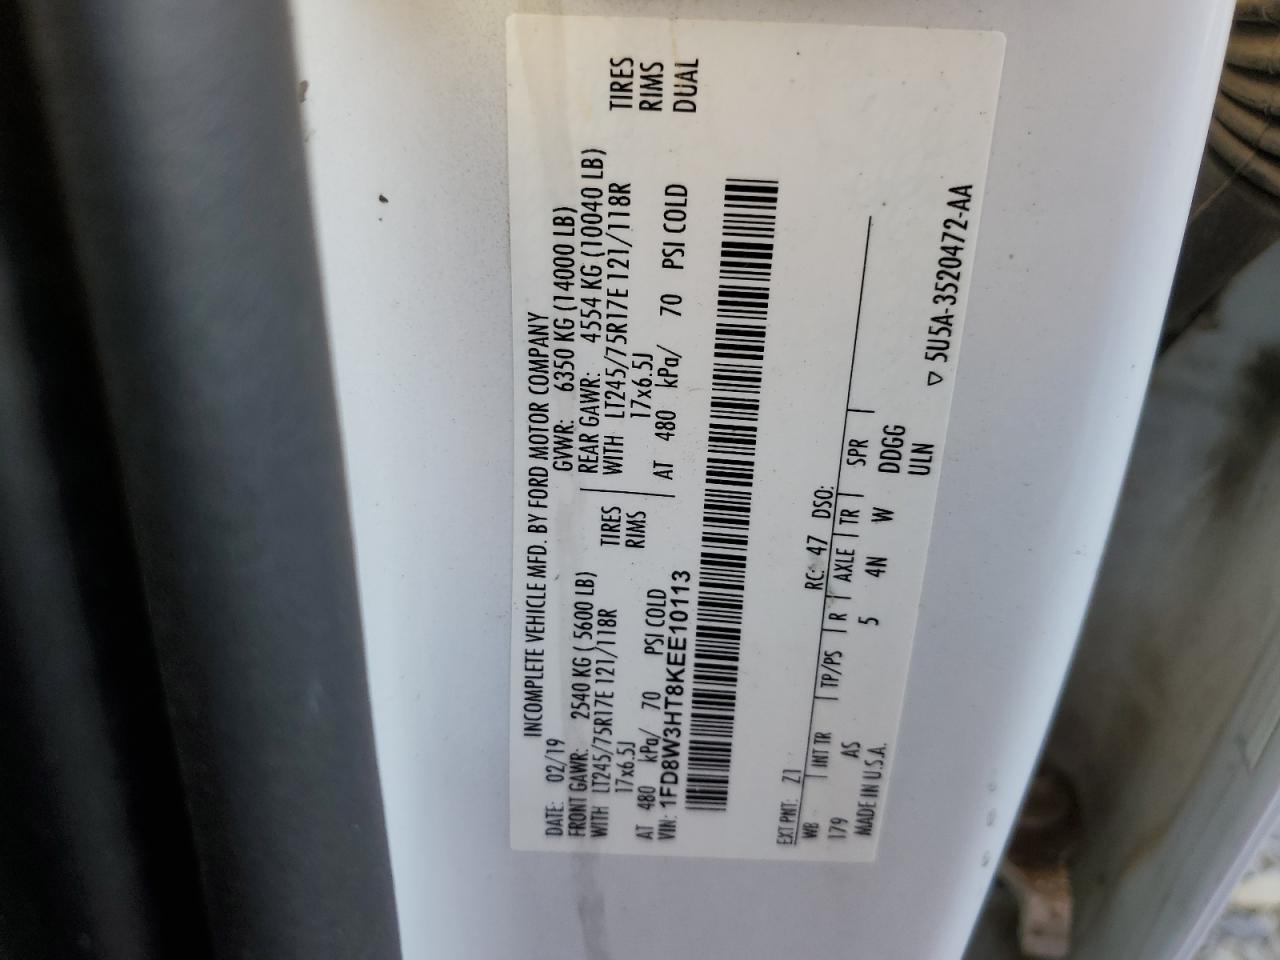 INCOMPLETE VEHICLE MFD. BY FORD MOTOR COMPANY
DATE: 02/19 GVWR: 6350 KG (14000 LB)
FRONT GAWR: 2540 KG (5600 LB) REAR GAWR: 4554 KG (10040 LB)
WITH LT245/75R17E 121/118R TIRES WITH LT245/75R17E 121/118R TIRES
17x6.5J RIMS 17x6.5J RIMS
AT 480 kPa/ 70 PSI COLD AT 480 kPa/ 70 PSI COLD DUAL
VIN: 1FD8W3HT8KEE10113
EXT PNT: Z1 RC: 47 DSO:
WB INT TR TP/PS R AXLE TR SPR
179 AS 5 4N W DDGG
MADE IN U.S.A. ULN
▽ 5U5A-3520472-AA